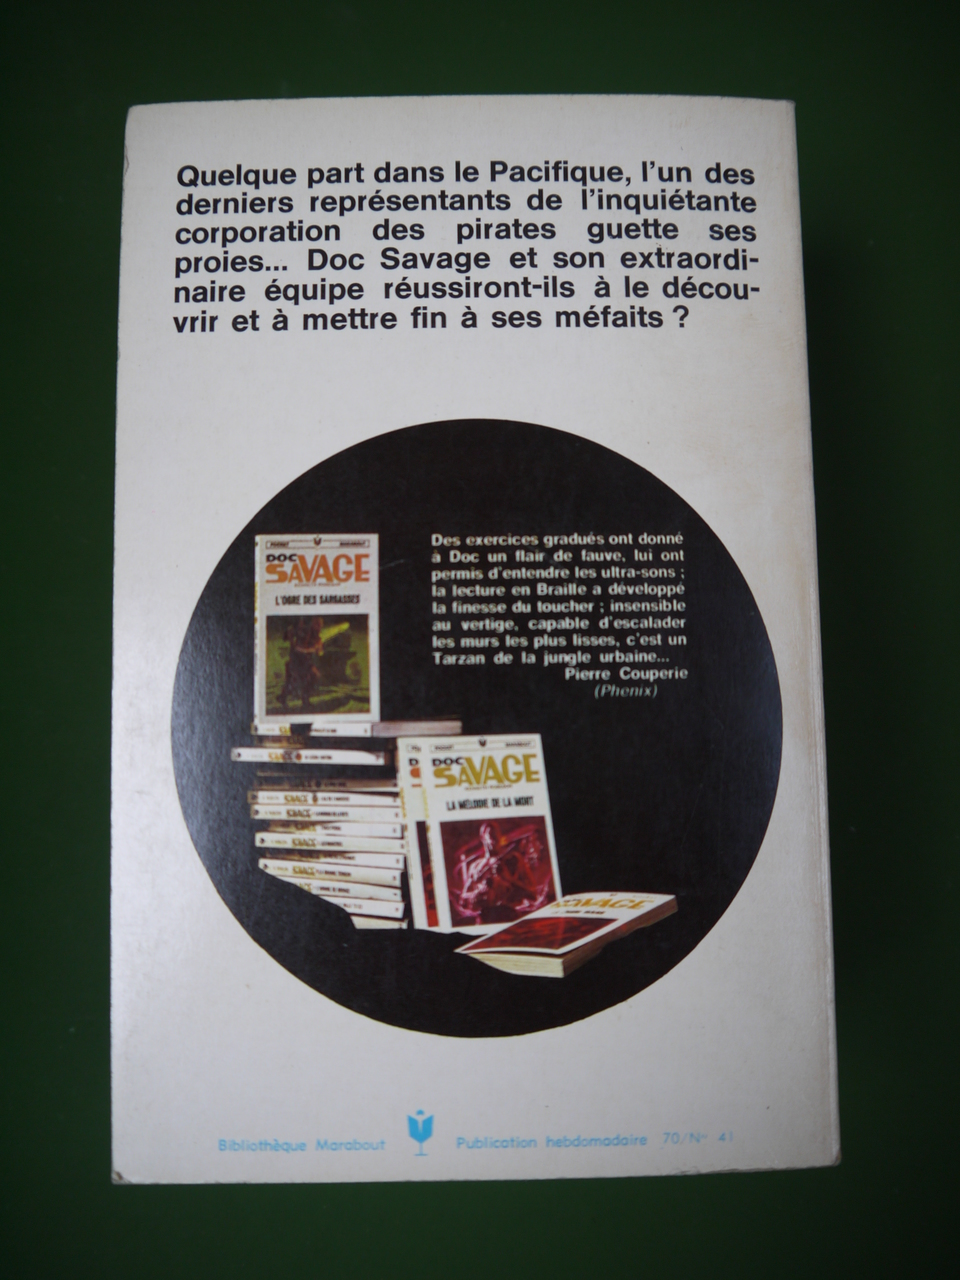 Quelque part dans le Pacifique, l'un des
derniers représentants de l'inquiétante
corporation des pirates guette ses
proies... Doc Savage et son extraordi-
naire équipe réussiront-ils à le décou-
vrir et à mettre fin à ses méfaits ?
Des exercices gradués ont donné
à Doc un flair de fauve, lui ont
permis d'entendre les ultra-sons ;
la lecture en Braille a développé
la finesse du toucher ; insensible
au vertige, capable d'escalader
les murs les plus lisses, c'est un
Tarzan de la jungle urbaine...
Pierre Couperie
(Phenix)
POCKET MARABOUT
DOC
SAVAGE
L'OGRE DES SARGASSES
POCKET MARABOUT
DOC
SAVAGE
LA MÉLODIE DE LA MORT
SAVAGE
Bibliothèque Marabout Publication hebdomadaire 70/N° 41